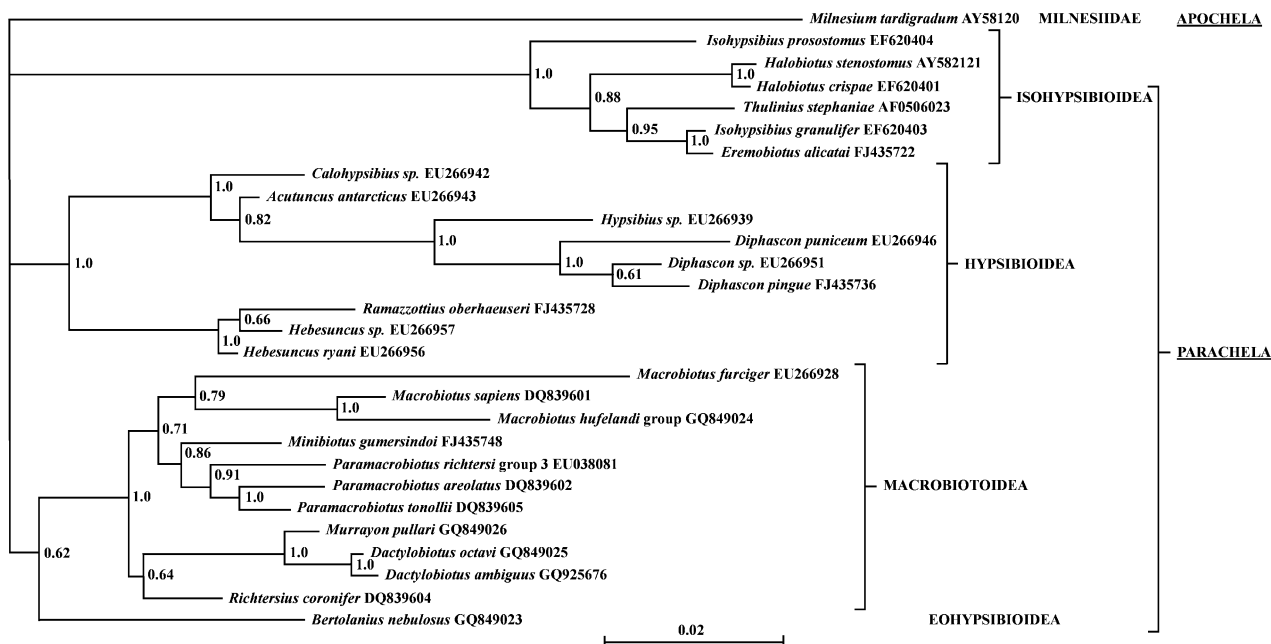 Milnesium tardigradum AY58120 MILNESIIDAE APOCHELA
Isohypsibius prosostomus EF620404
1.0
Halobiotus stenostomus AY582121
1.0
Halobiotus crispae EF620401
ISOHYPSIBIOIDEA
0.88
Thulinius stephaniae AF0506023
0.95
Isohypsibius granulifer EF620403
1.0
Eremobiotus alicatai FJ435722
Calohypsibius sp. EU266942
1.0
Acutuncus antarcticus EU266943
0.82
Hypsibius sp. EU266939
1.0
Diphascon puniceum EU266946
1.0
Diphascon sp. EU266951
1.0
HYPSIBIOIDEA
0.61
Diphascon pingue FJ435736
Ramazzottius oberhaeuseri FJ435728
0.66
Hebesuncus sp. EU266957
1.0
Hebesuncus ryani EU266956
PARACHELA
Macrobiotus furciger EU266928
0.79
Macrobiotus sapiens DQ839601
1.0
Macrobiotus hufelandi group GQ849024
0.71
Minibiotus gumersindoi FJ435748
0.86
Paramacrobiotus richtersi group 3 EU038081
0.91
Paramacrobiotus areolatus DQ839602
MACROBIOTOIDEA
1.0
1.0
Paramacrobiotus tonollii DQ839605
Murrayon pullari GQ849026
1.0
Dactylobiotus octavi GQ849025
0.62
1.0
Dactylobiotus ambiguus GQ925676
0.64
Richtersius coronifer DQ839604
Bertolanius nebulosus GQ849023 EOHYPSIBIOIDEA
0.02